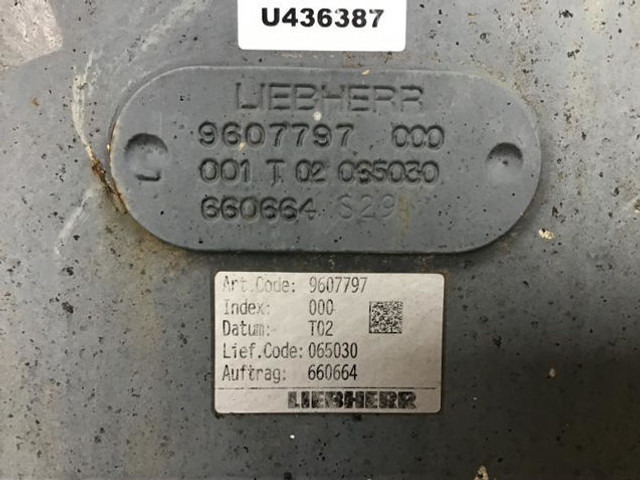 U436387
LIEBHERR
9607797 000
001 T 02 065030
660664 S29
Art.Code: 9607797
Index: 000
Datum: T02
Lief.Code: 065030
Auftrag: 660664
LIEBHERR